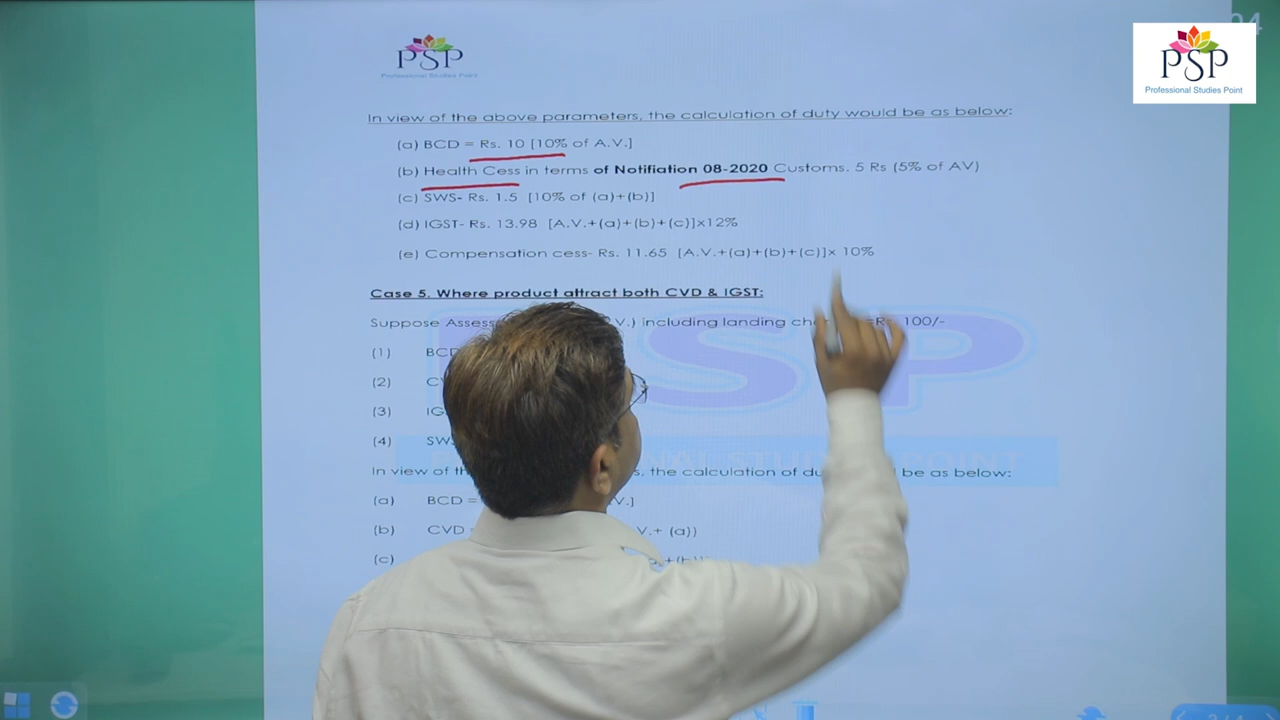 04
PSP
Professional Studies Point
PSP
Professional Studies Point
In view of the above parameters, the calculation of duty would be as below:
(a) BCD = Rs. 10 [10% of A.V.]
(b) Health Cess in terms of Notifiation 08-2020 Customs. 5 Rs (5% of AV)
(c) SWS- Rs. 1.5 [10% of (a)+(b)]
(d) IGST- Rs. 13.98 [A.V.+(a)+(b)+(c)]x12%
(e) Compensation cess- Rs. 11.65 [A.V.+(a)+(b)+(c)]x 10%
Case 5. Where product attract both CVD & IGST:
Suppose V.) including landing 100/-
(1) BCD
(2)
(3)
(4)
In view of the calculation of be as below:
(a) BCD = V.]
(b) CVD = V.+ (a))
(c)